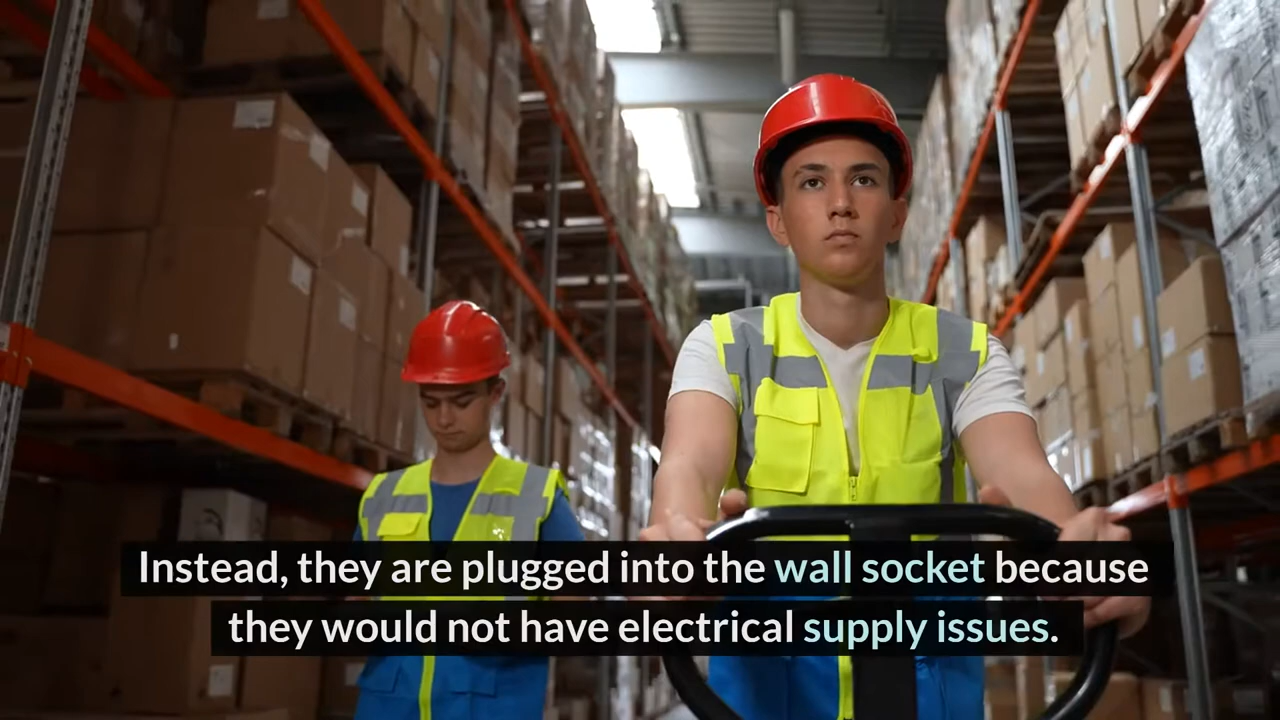 Instead, they are plugged into the wall socket because
they would not have electrical supply issues.